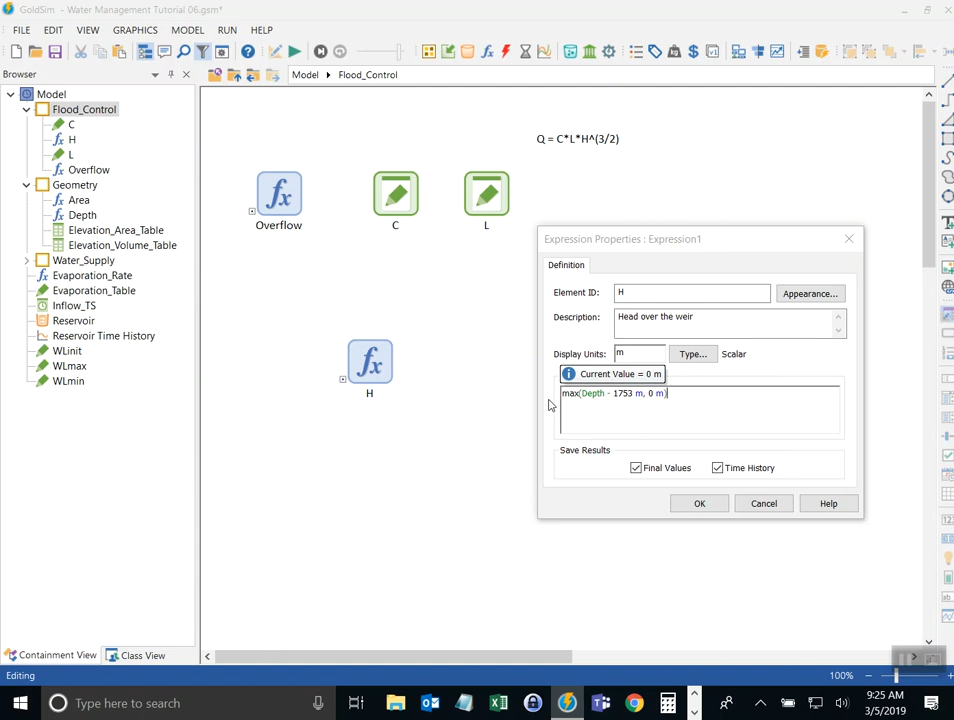 GoldSim - Water Management Tutorial 06.gsm*
FILE EDIT VIEW GRAPHICS MODEL RUN HELP
Browser
Model Flood_Control
Model
Flood_Control
C
H
L
Overflow
Geometry
Area
Depth
Elevation_Area_Table
Elevation_Volume_Table
Water_Supply
Evaporation_Rate
Evaporation_Table
Inflow_TS
Reservoir
Reservoir Time History
WLinit
WLmax
WLmin
Q = C*L*H^(3/2)
Overflow
C
L
H
Expression Properties : Expression1
Definition
Element ID: H Appearance...
Description: Head over the weir
Display Units: m Type... Scalar
Current Value = 0 m
max(Depth - 1753 m, 0 m)
Save Results
Final Values Time History
OK Cancel Help
Containment View Class View
Editing 100%
Type here to search
9:25 AM
3/5/2019